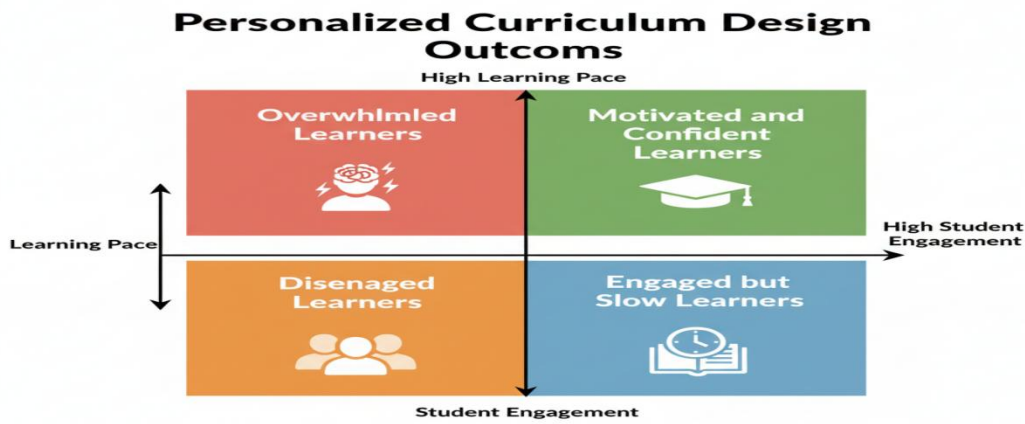 Personalized Curriculum Design
Outcoms
High Learning Pace
Overwhlmled
Learners
Motivated and
Confident
Learners
High Student
Engagement
Learning Pace
Disenaged
Learners
Engaged but
Slow Learners
Student Engagement